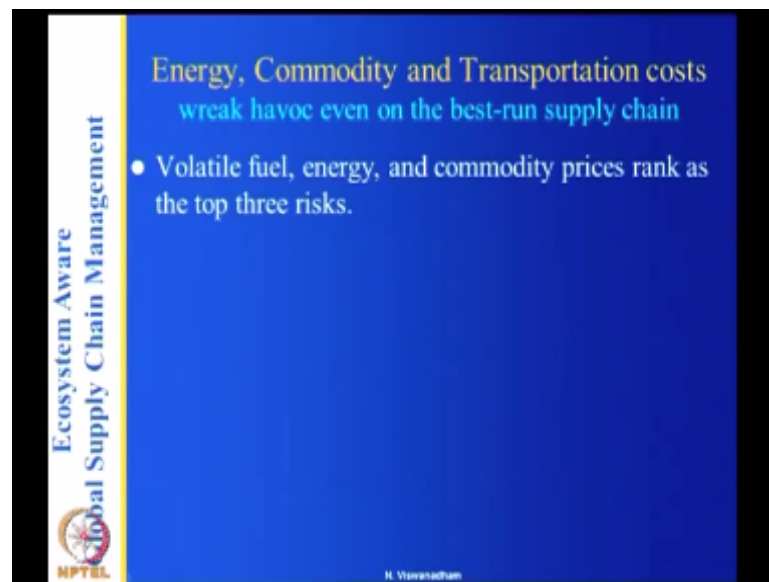 Energy, Commodity and Transportation costs
wreak havoc even on the best-run supply chain
● Volatile fuel, energy, and commodity prices rank as
the top three risks.
Ecosystem Aware
Global Supply Chain Management
NPTEL
N. Viswanadham